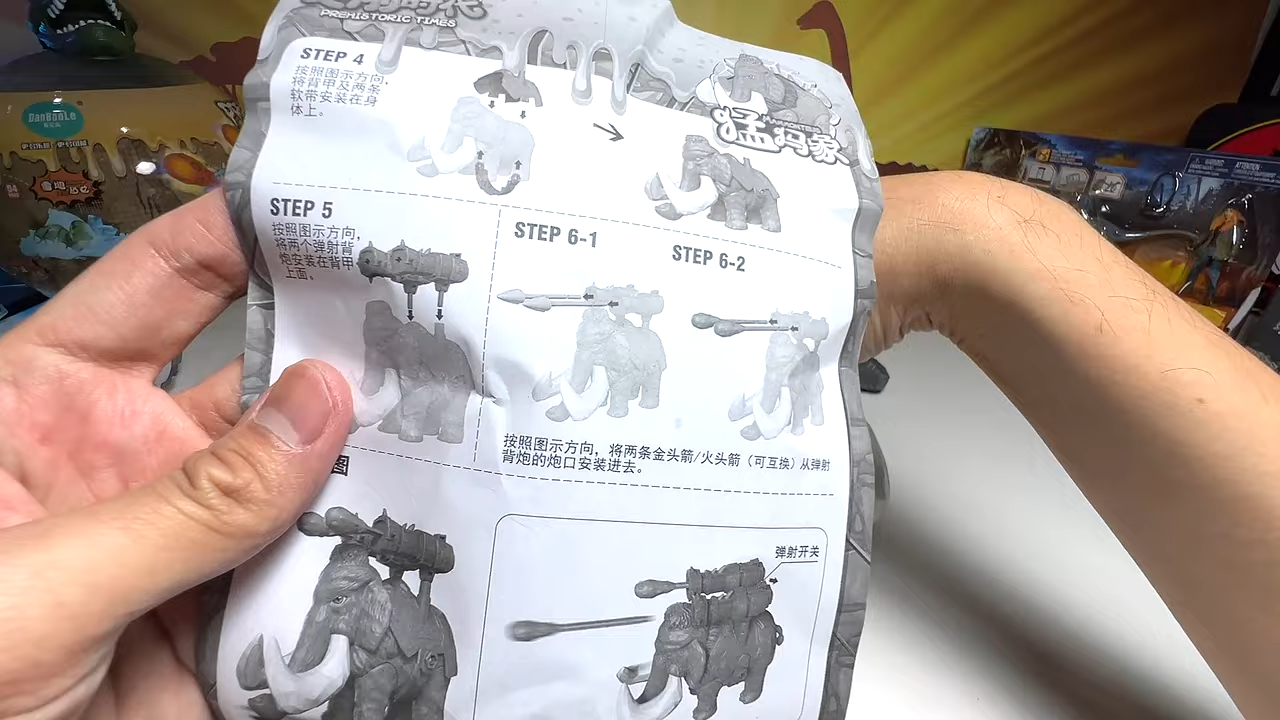 PREHISTORIC TIMES
STEP 4
按照图示方向,
将背甲及两条
软带安装在身
体上。
MAMMOTH
猛犸象
STEP 5
按照图示方向,
将两个弹射背
炮安装在背甲
上面。
STEP 6-1
STEP 6-2
按照图示方向,将两条金头箭/火头箭(可互换)从弹射
背炮的炮口安装进去。
图
弹射开关
DanBaoLe
WARNING
ATTENTION